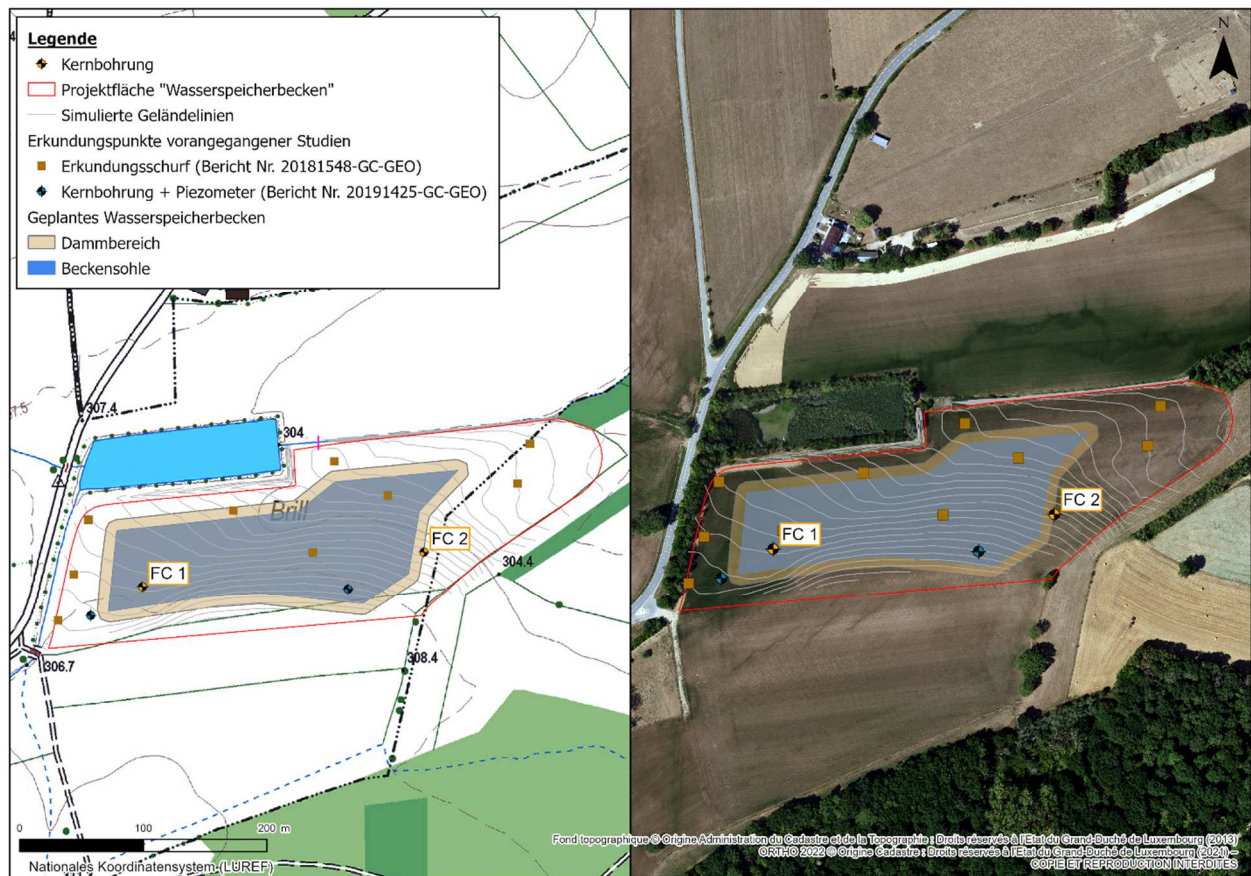 Legende
Kernbohrung
Projektfläche "Wasserspeicherbecken"
Simulierte Geländelinien
Erkundungspunkte vorangegangener Studien
Erkundungsschurf (Bericht Nr. 20181548-GC-GEO)
Kernbohrung + Piezometer (Bericht Nr. 20191425-GC-GEO)
Geplantes Wasserspeicherbecken
Dammbereich
Beckensohle
N
307.4
7.5
304
Brill
FC 1
FC 2
304.4
306.7
308.4
FC 1
FC 2
0 100 200 m
Nationales Koordinatensystem (LUREF)
Fond topographique © Origine Administration du Cadastre et de la Topographie : Droits réservés à l'Etat du Grand-Duché de Luxembourg (2013)
ORTHO 2022 © Origine Cadastre : Droits réservés à l'Etat du Grand-Duché de Luxembourg (2021) –
COPIE ET REPRODUCTION INTERDITES